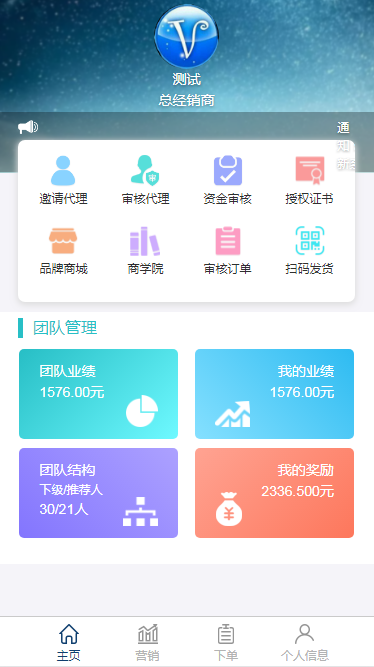 测试
总经销商
通
知
邀请代理
审核代理
资金审核
授权证书
品牌商城
商学院
审核订单
扫码发货
团队管理
团队业绩
1576.00元
我的业绩
1576.00元
团队结构
下级/推荐人
30/21人
我的奖励
2336.500元
主页
营销
下单
个人信息